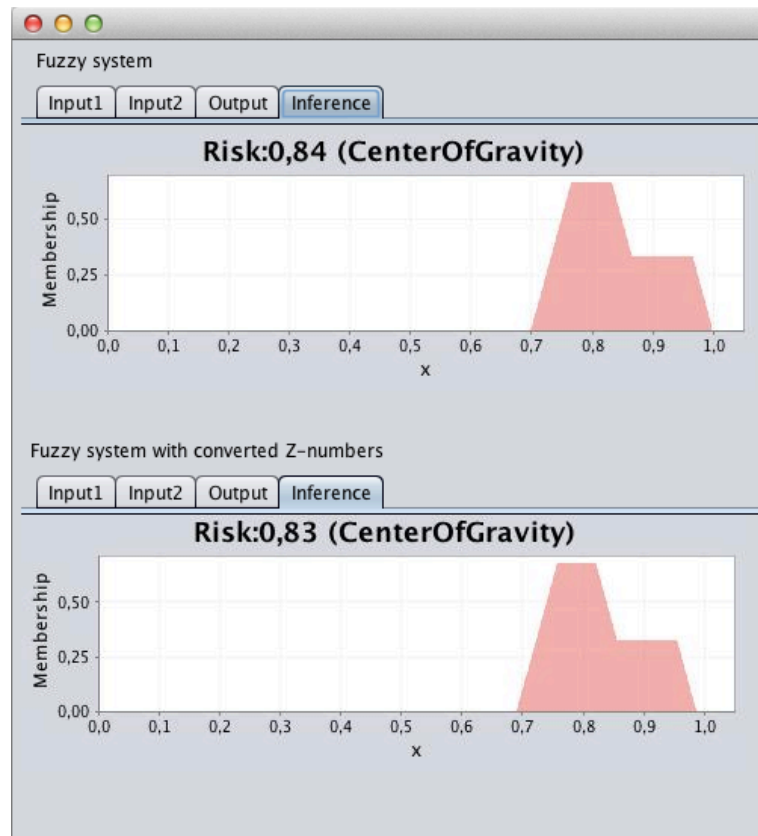 Fuzzy system
Input1 Input2 Output Inference
Risk:0,84 (CenterOfGravity)
Membership
0,50
0,25
0,00
0,0 0,1 0,2 0,3 0,4 0,5 0,6 0,7 0,8 0,9 1,0
x
Fuzzy system with converted Z-numbers
Input1 Input2 Output Inference
Risk:0,83 (CenterOfGravity)
Membership
0,50
0,25
0,00
0,0 0,1 0,2 0,3 0,4 0,5 0,6 0,7 0,8 0,9 1,0
x